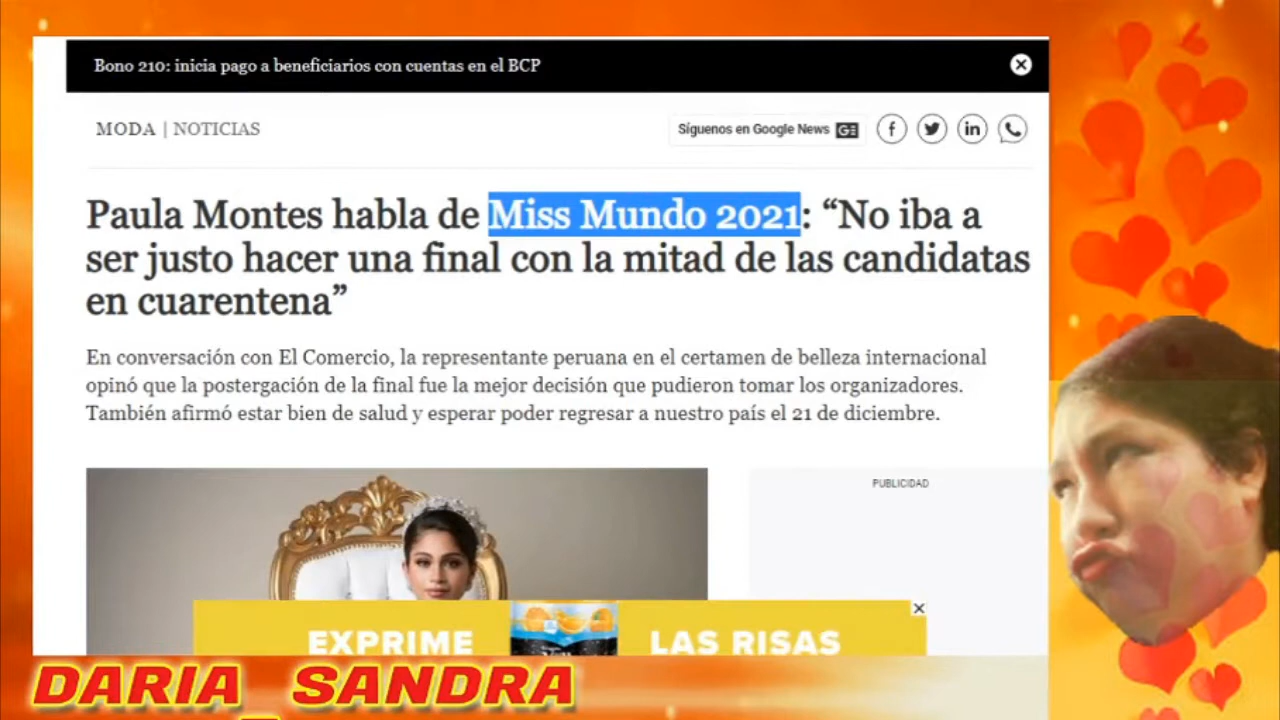 Bono 210: inicia pago a beneficiarios con cuentas en el BCP
MODA | NOTICIAS
Síguenos en Google News
Paula Montes habla de Miss Mundo 2021: “No iba a
ser justo hacer una final con la mitad de las candidatas
en cuarentena”
En conversación con El Comercio, la representante peruana en el certamen de belleza internacional
opinó que la postergación de la final fue la mejor decisión que pudieron tomar los organizadores.
También afirmó estar bien de salud y esperar poder regresar a nuestro país el 21 de diciembre.
PUBLICIDAD
EXPRIME LAS RISAS
DARIA SANDRA